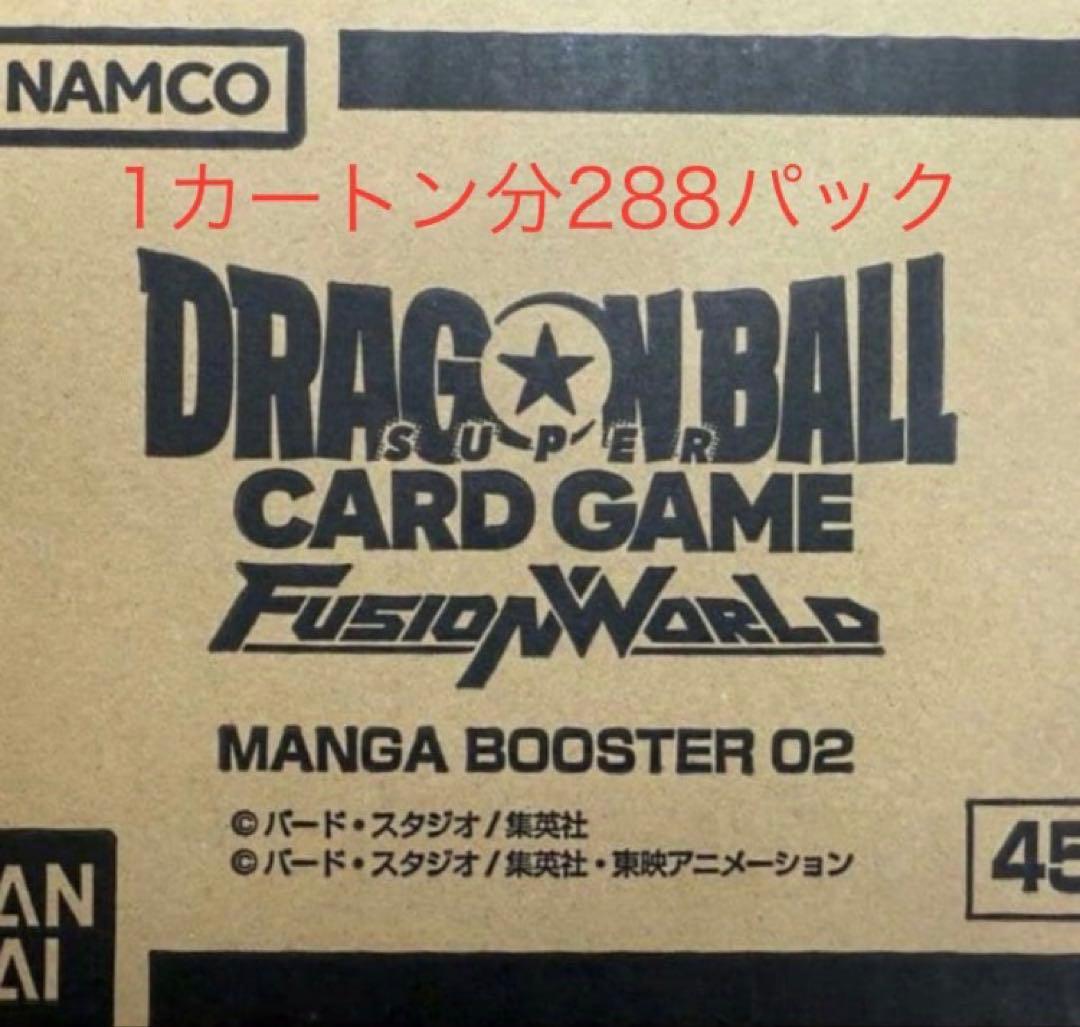 NAMCO
1カートン分288パック
DRAGON BALL
SUPER
CARD GAME
FUSION WORLD
MANGA BOOSTER 02
©バード・スタジオ/集英社
©バード・スタジオ/集英社・東映アニメーション
45
AN
AI